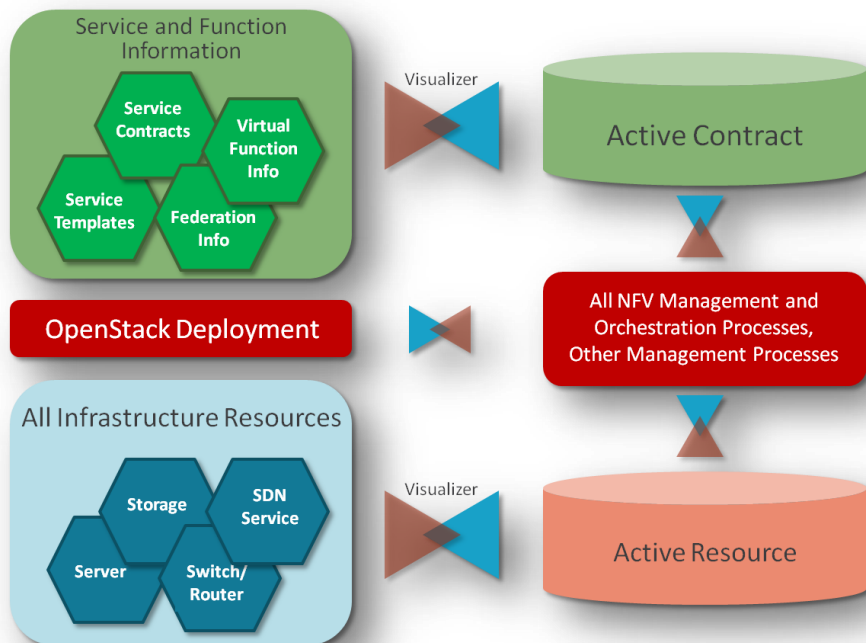 Service and Function
Information
Service
Contracts
Virtual
Function
Info
Service
Templates
Federation
Info
Visualizer
Active Contract
OpenStack Deployment
All NFV Management and
Orchestration Processes,
Other Management Processes
All Infrastructure Resources
Storage
SDN
Service
Server
Switch/
Router
Visualizer
Active Resource